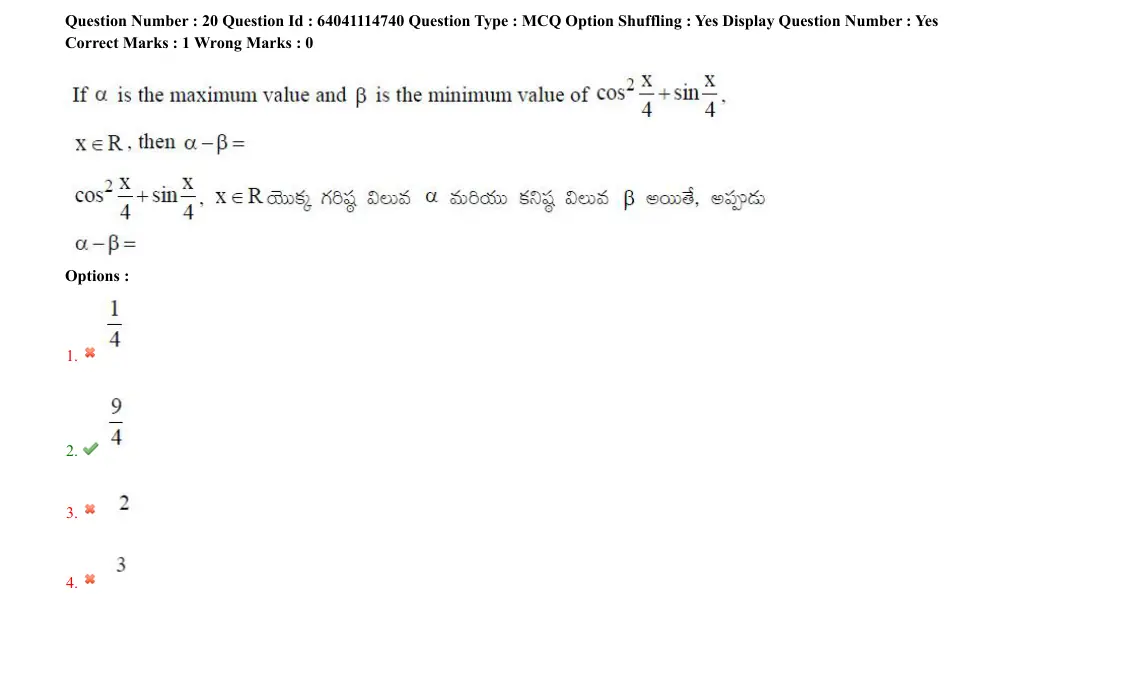 Question Number : 20 Question Id : 64041114740 Question Type : MCQ Option Shuffling : Yes Display Question Number : Yes
Correct Marks : 1 Wrong Marks : 0
If α is the maximum value and β is the minimum value of cos² x/4 + sin x/4,
x ∈ R, then α − β =
cos² x/4 + sin x/4, x ∈ R యొక్క గరిష్ఠ విలువ α మరియు కనిష్ఠ విలువ β అయితే, అప్పుడు
α − β =
Options :
1. ✖ 1/4
2. ✔ 9/4
3. ✖ 2
4. ✖ 3